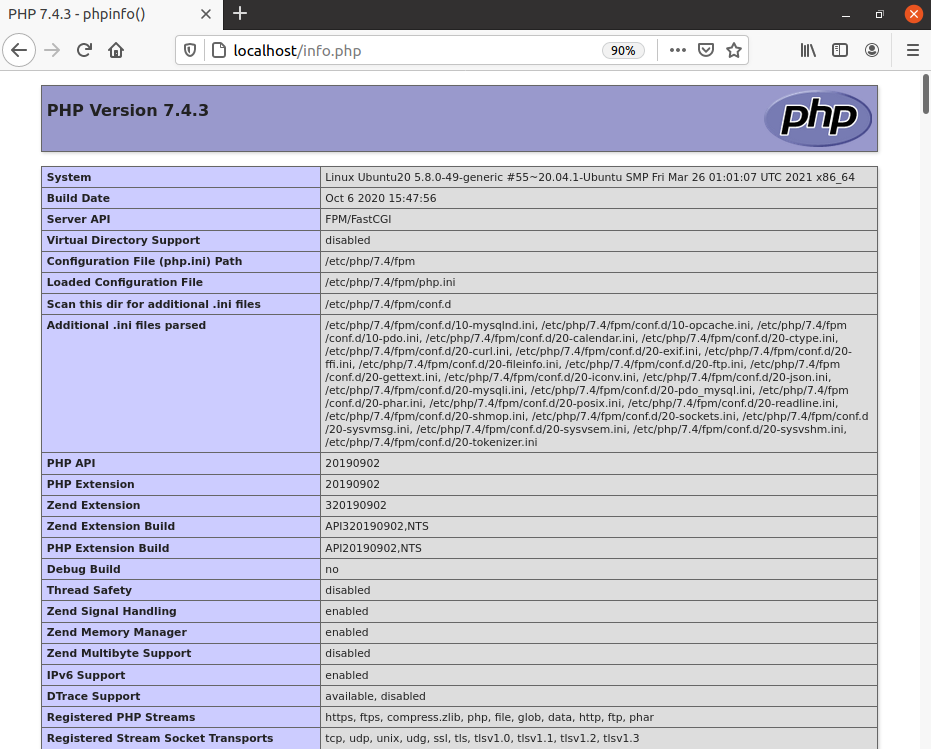 PHP 7.4.3 - phpinfo()
localhost/info.php
90%
PHP Version 7.4.3
php
System Linux Ubuntu20 5.8.0-49-generic #55~20.04.1-Ubuntu SMP Fri Mar 26 01:01:07 UTC 2021 x86_64
Build Date Oct 6 2020 15:47:56
Server API FPM/FastCGI
Virtual Directory Support disabled
Configuration File (php.ini) Path /etc/php/7.4/fpm
Loaded Configuration File /etc/php/7.4/fpm/php.ini
Scan this dir for additional .ini files /etc/php/7.4/fpm/conf.d
Additional .ini files parsed /etc/php/7.4/fpm/conf.d/10-mysqlnd.ini, /etc/php/7.4/fpm/conf.d/10-opcache.ini, /etc/php/7.4/fpm
/conf.d/10-pdo.ini, /etc/php/7.4/fpm/conf.d/20-calendar.ini, /etc/php/7.4/fpm/conf.d/20-ctype.ini,
/etc/php/7.4/fpm/conf.d/20-curl.ini, /etc/php/7.4/fpm/conf.d/20-exif.ini, /etc/php/7.4/fpm/conf.d/20-
ffi.ini, /etc/php/7.4/fpm/conf.d/20-fileinfo.ini, /etc/php/7.4/fpm/conf.d/20-ftp.ini, /etc/php/7.4/fpm
/conf.d/20-gettext.ini, /etc/php/7.4/fpm/conf.d/20-iconv.ini, /etc/php/7.4/fpm/conf.d/20-json.ini,
/etc/php/7.4/fpm/conf.d/20-mysqli.ini, /etc/php/7.4/fpm/conf.d/20-pdo_mysql.ini, /etc/php/7.4/fpm
/conf.d/20-phar.ini, /etc/php/7.4/fpm/conf.d/20-posix.ini, /etc/php/7.4/fpm/conf.d/20-readline.ini,
/etc/php/7.4/fpm/conf.d/20-shmop.ini, /etc/php/7.4/fpm/conf.d/20-sockets.ini, /etc/php/7.4/fpm/conf.d
/20-sysvmsg.ini, /etc/php/7.4/fpm/conf.d/20-sysvsem.ini, /etc/php/7.4/fpm/conf.d/20-sysvshm.ini,
/etc/php/7.4/fpm/conf.d/20-tokenizer.ini
PHP API 20190902
PHP Extension 20190902
Zend Extension 320190902
Zend Extension Build API320190902,NTS
PHP Extension Build API20190902,NTS
Debug Build no
Thread Safety disabled
Zend Signal Handling enabled
Zend Memory Manager enabled
Zend Multibyte Support disabled
IPv6 Support enabled
DTrace Support available, disabled
Registered PHP Streams https, ftps, compress.zlib, php, file, glob, data, http, ftp, phar
Registered Stream Socket Transports tcp, udp, unix, udg, ssl, tls, tlsv1.0, tlsv1.1, tlsv1.2, tlsv1.3